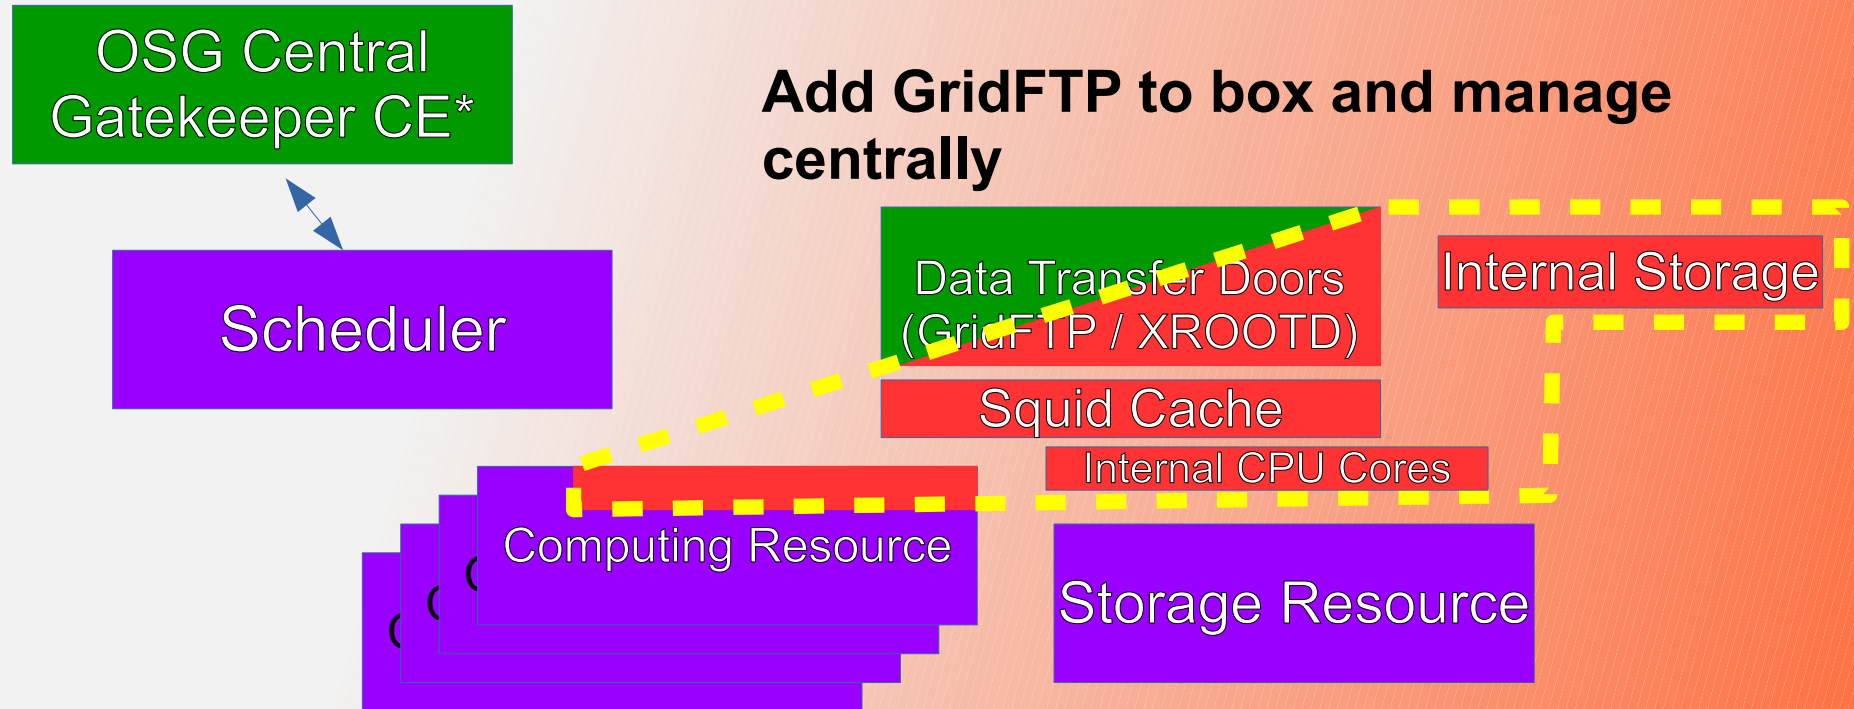 OSG Central
Gatekeeper CE*
Add GridFTP to box and manage
centrally
Data Transfer Doors
(GridFTP / XROOTD)
Internal Storage
Scheduler
Squid Cache
Internal CPU Cores
Computing Resource
Storage Resource